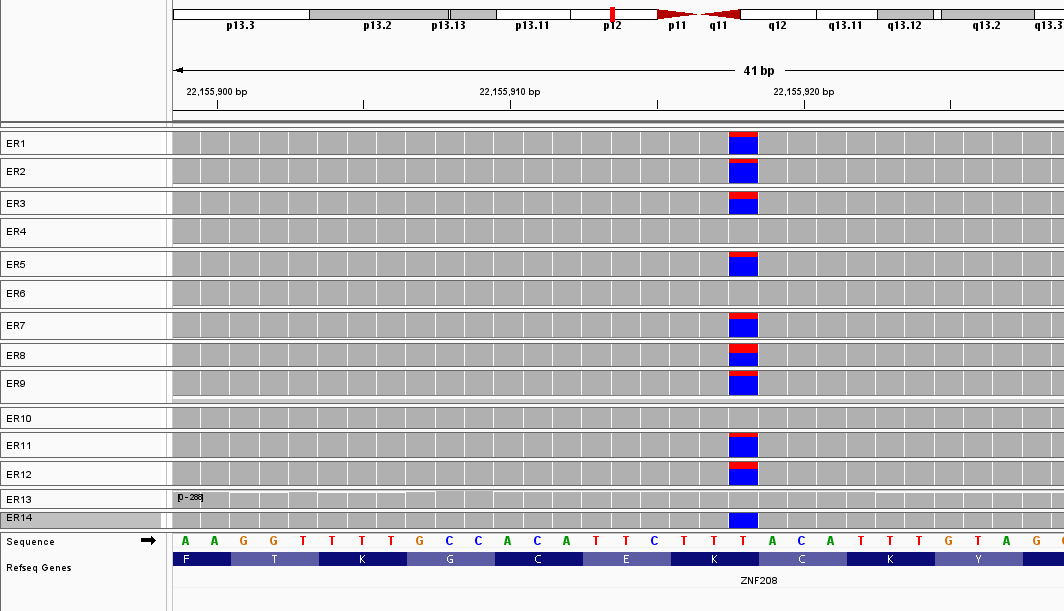 p13.3 p13.2 p13.13 p13.11 p12 p11 q11 q12 q13.11 q13.12 q13.2 q13.3
41 bp
22,155,900 bp 22,155,910 bp 22,155,920 bp
ER1
ER2
ER3
ER4
ER5
ER6
ER7
ER8
ER9
ER10
ER11
ER12
ER13 [0 - 288]
ER14
Sequence A A G G T T T T G C C A C A T T C T T T A C A T T T G T A G
F T K G C E K C K Y
Refseq Genes
ZNF208